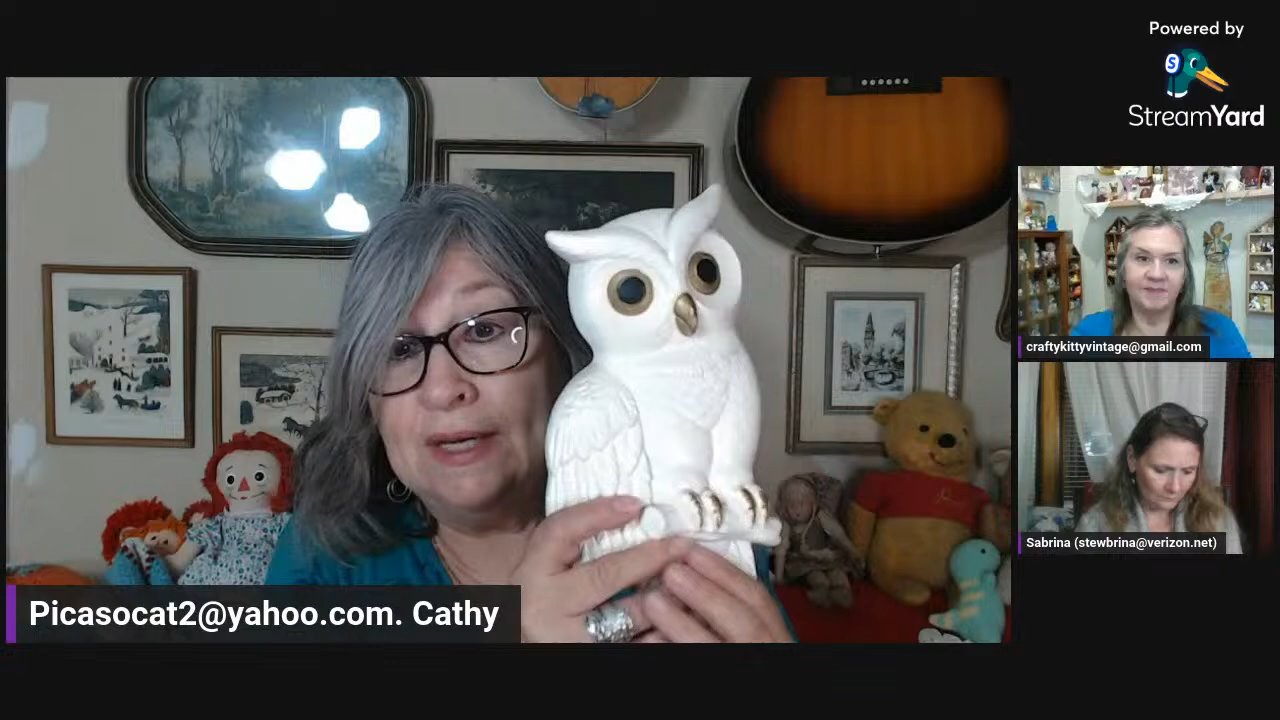 Powered by
StreamYard
craftykittyvintage@gmail.com
Sabrina (stewbrina@verizon.net)
Picasocat2@yahoo.com. Cathy